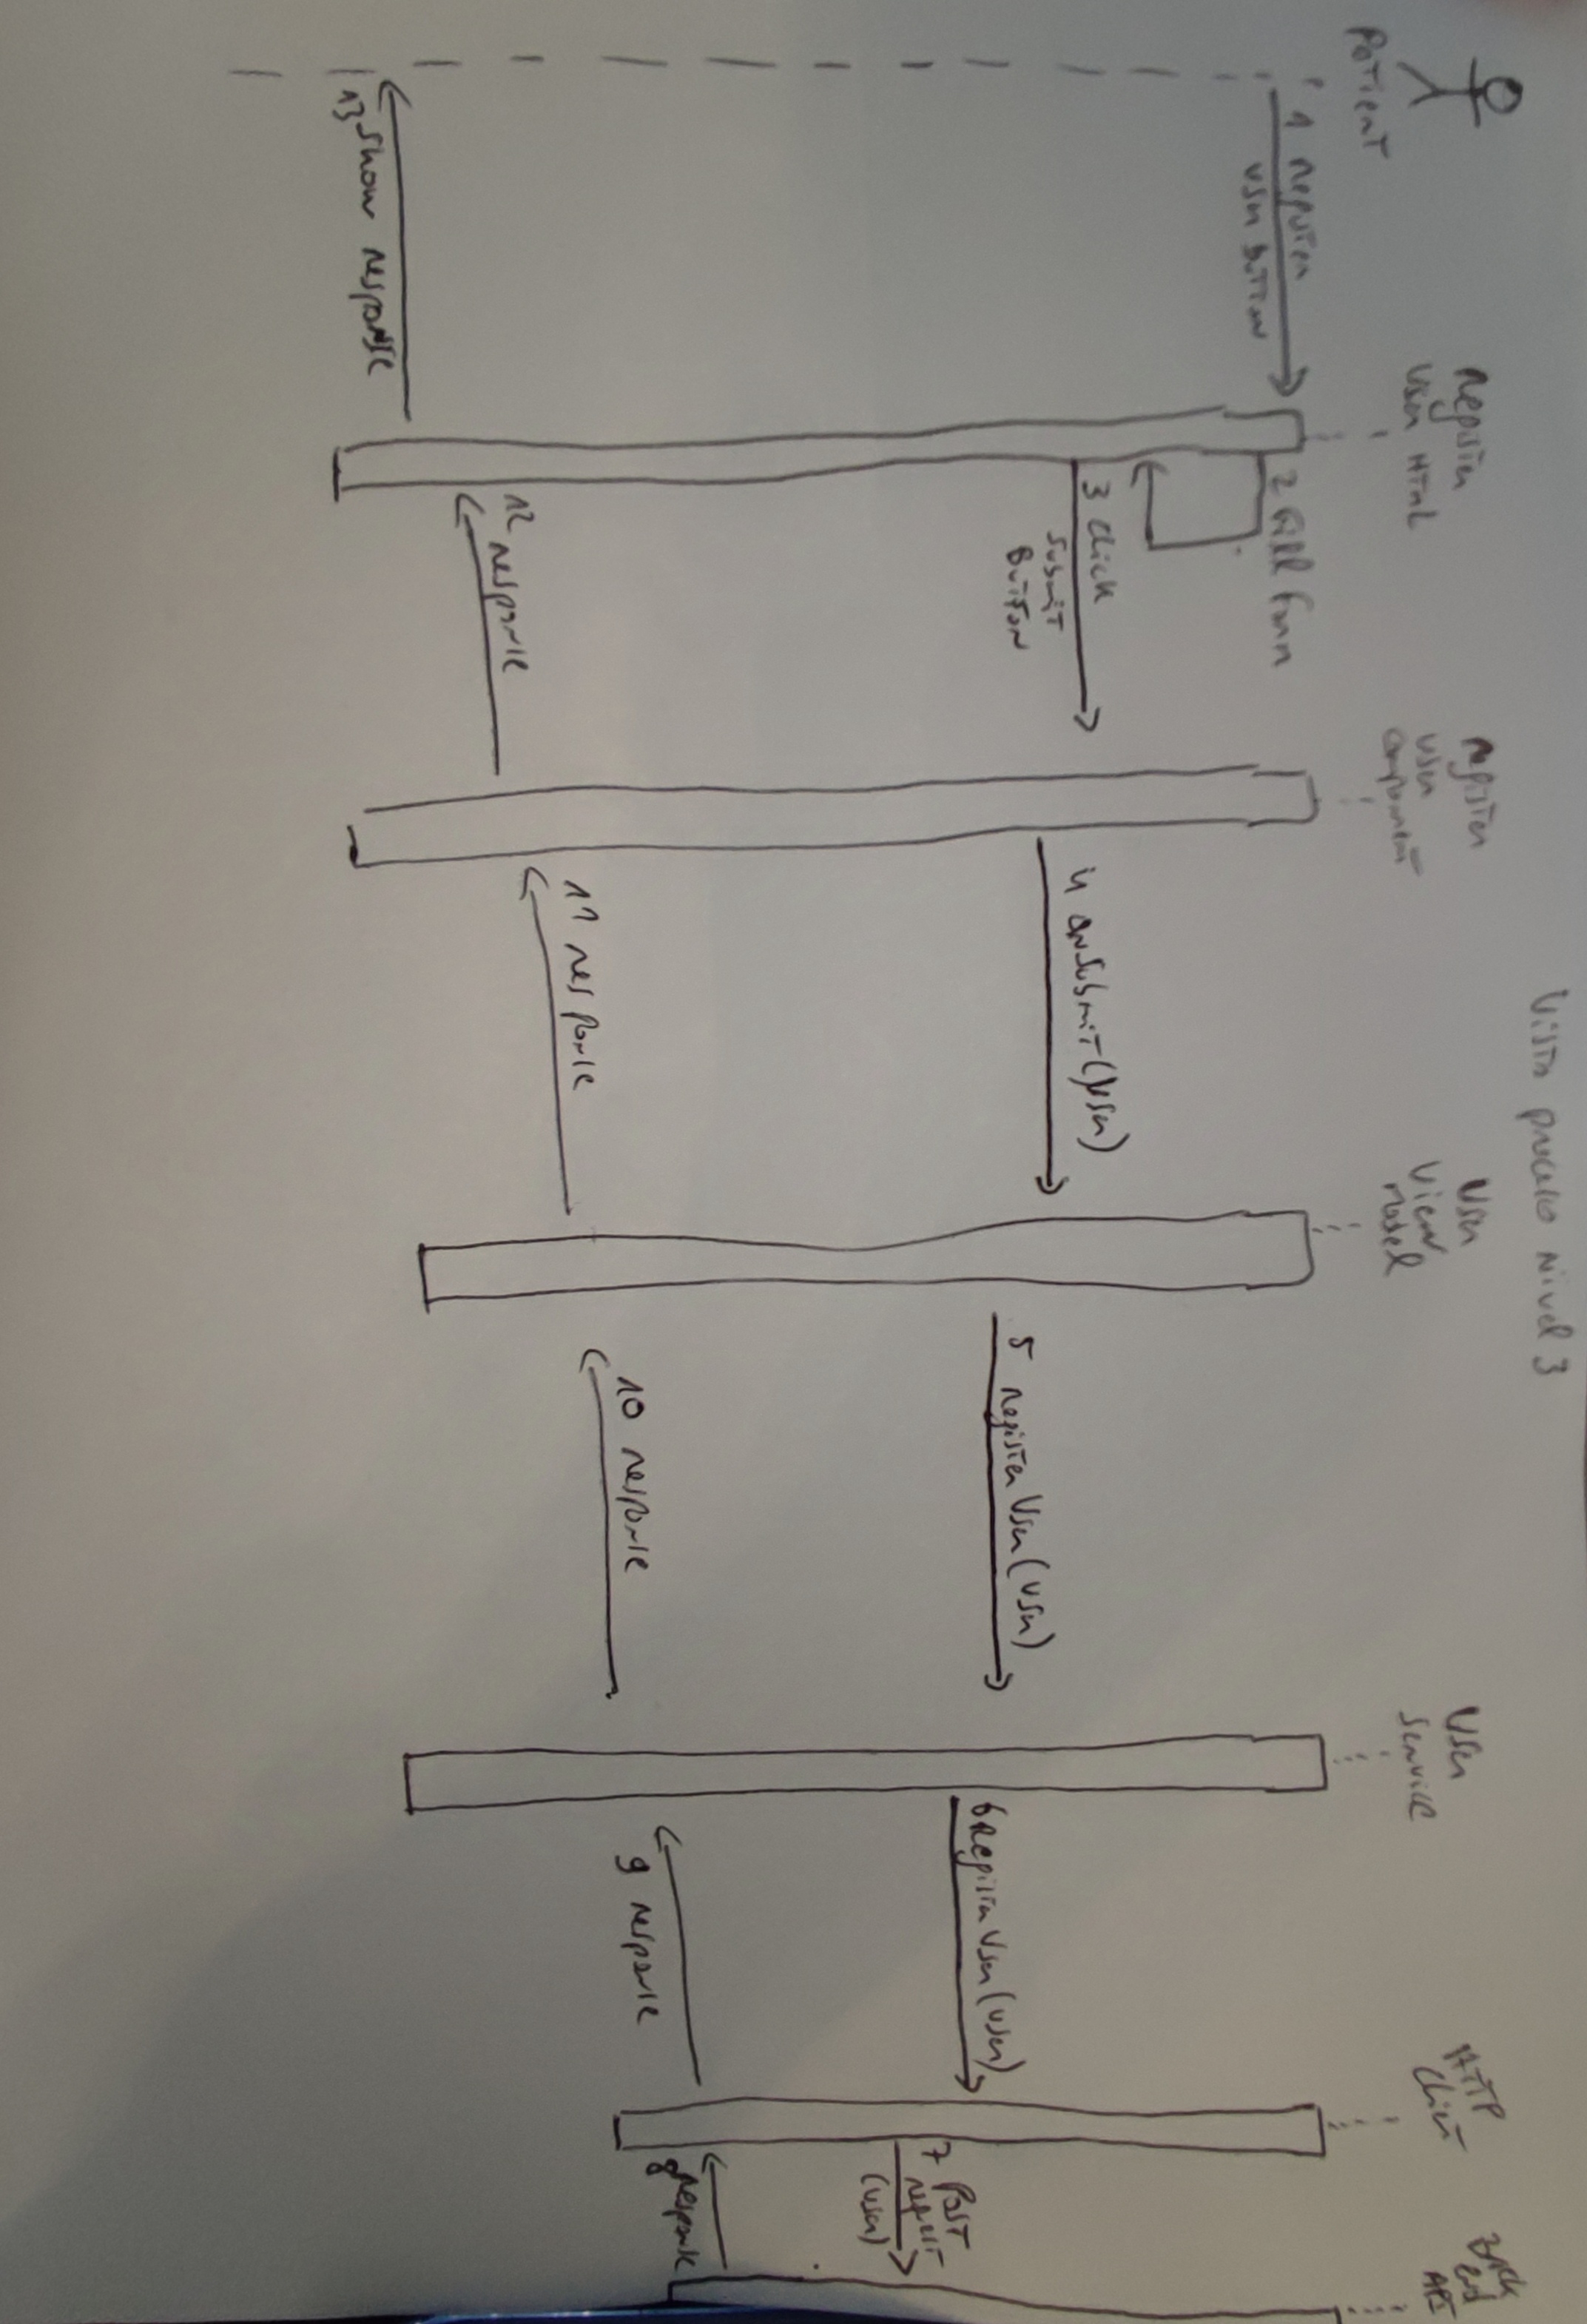 Vista processo nivel 3
Patient
Register
User HTML
register
user
component
User
View
Model
User
service
HTTP
Client
Back
end
API
1 register
user button
2 Fill form
3 click
submit
Button
4 onSubmit()user)
5 registerUser(user)
6 RegisterUser(user)
7 Post
request
(user)
8 response
9 response
10 response
11 response
12 response
13 show response